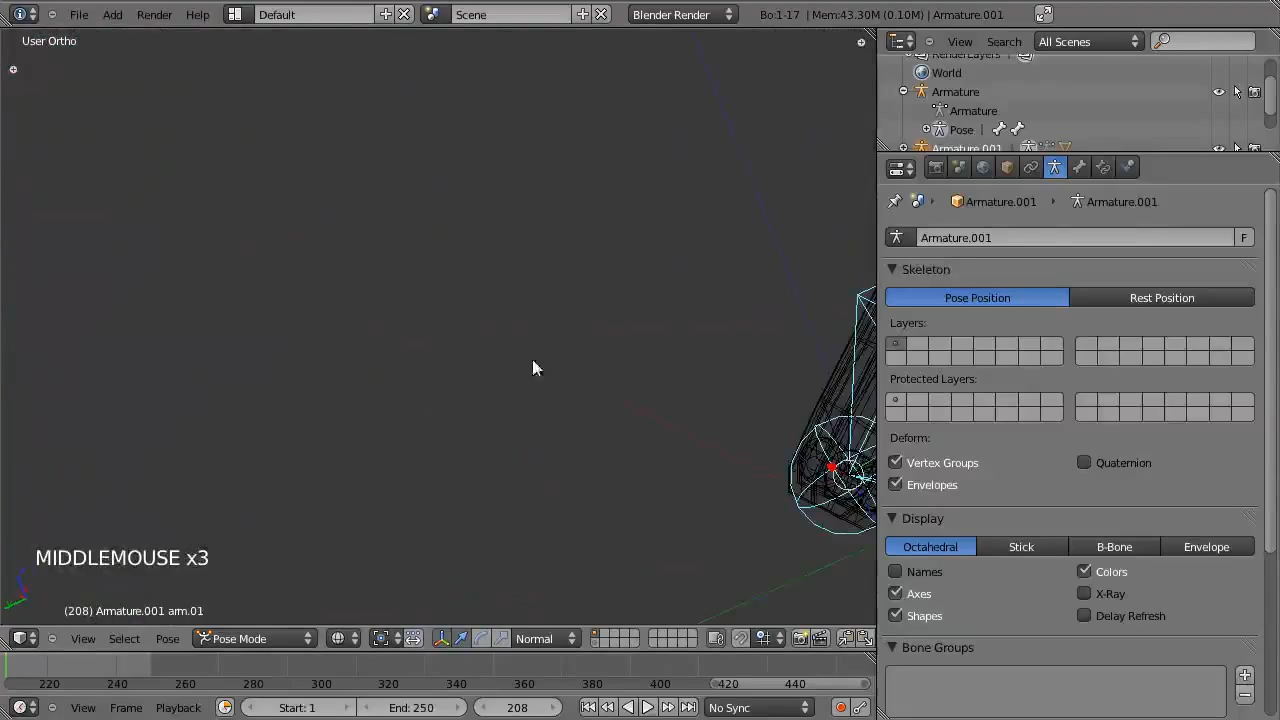 File Add Render Help Default Scene Blender Render Bo:1-17 | Mem:43.30M (0.10M) | Armature.001
User Ortho
View Search All Scenes
RenderLayers
World
Armature
Armature
Pose
Armature.001
Armature.001 Armature.001
Armature.001 F
Skeleton
Pose Position Rest Position
Layers:
Protected Layers:
Deform:
Vertex Groups Quaternion
Envelopes
Display
Octahedral Stick B-Bone Envelope
Names Colors
Axes X-Ray
Shapes Delay Refresh
Bone Groups
MIDDLEMOUSE x3
(208) Armature.001 arm.01
View Select Pose Pose Mode Normal
220 240 260 280 300 320 340 360 380 400 420 440
View Frame Playback Start: 1 End: 250 208 No Sync